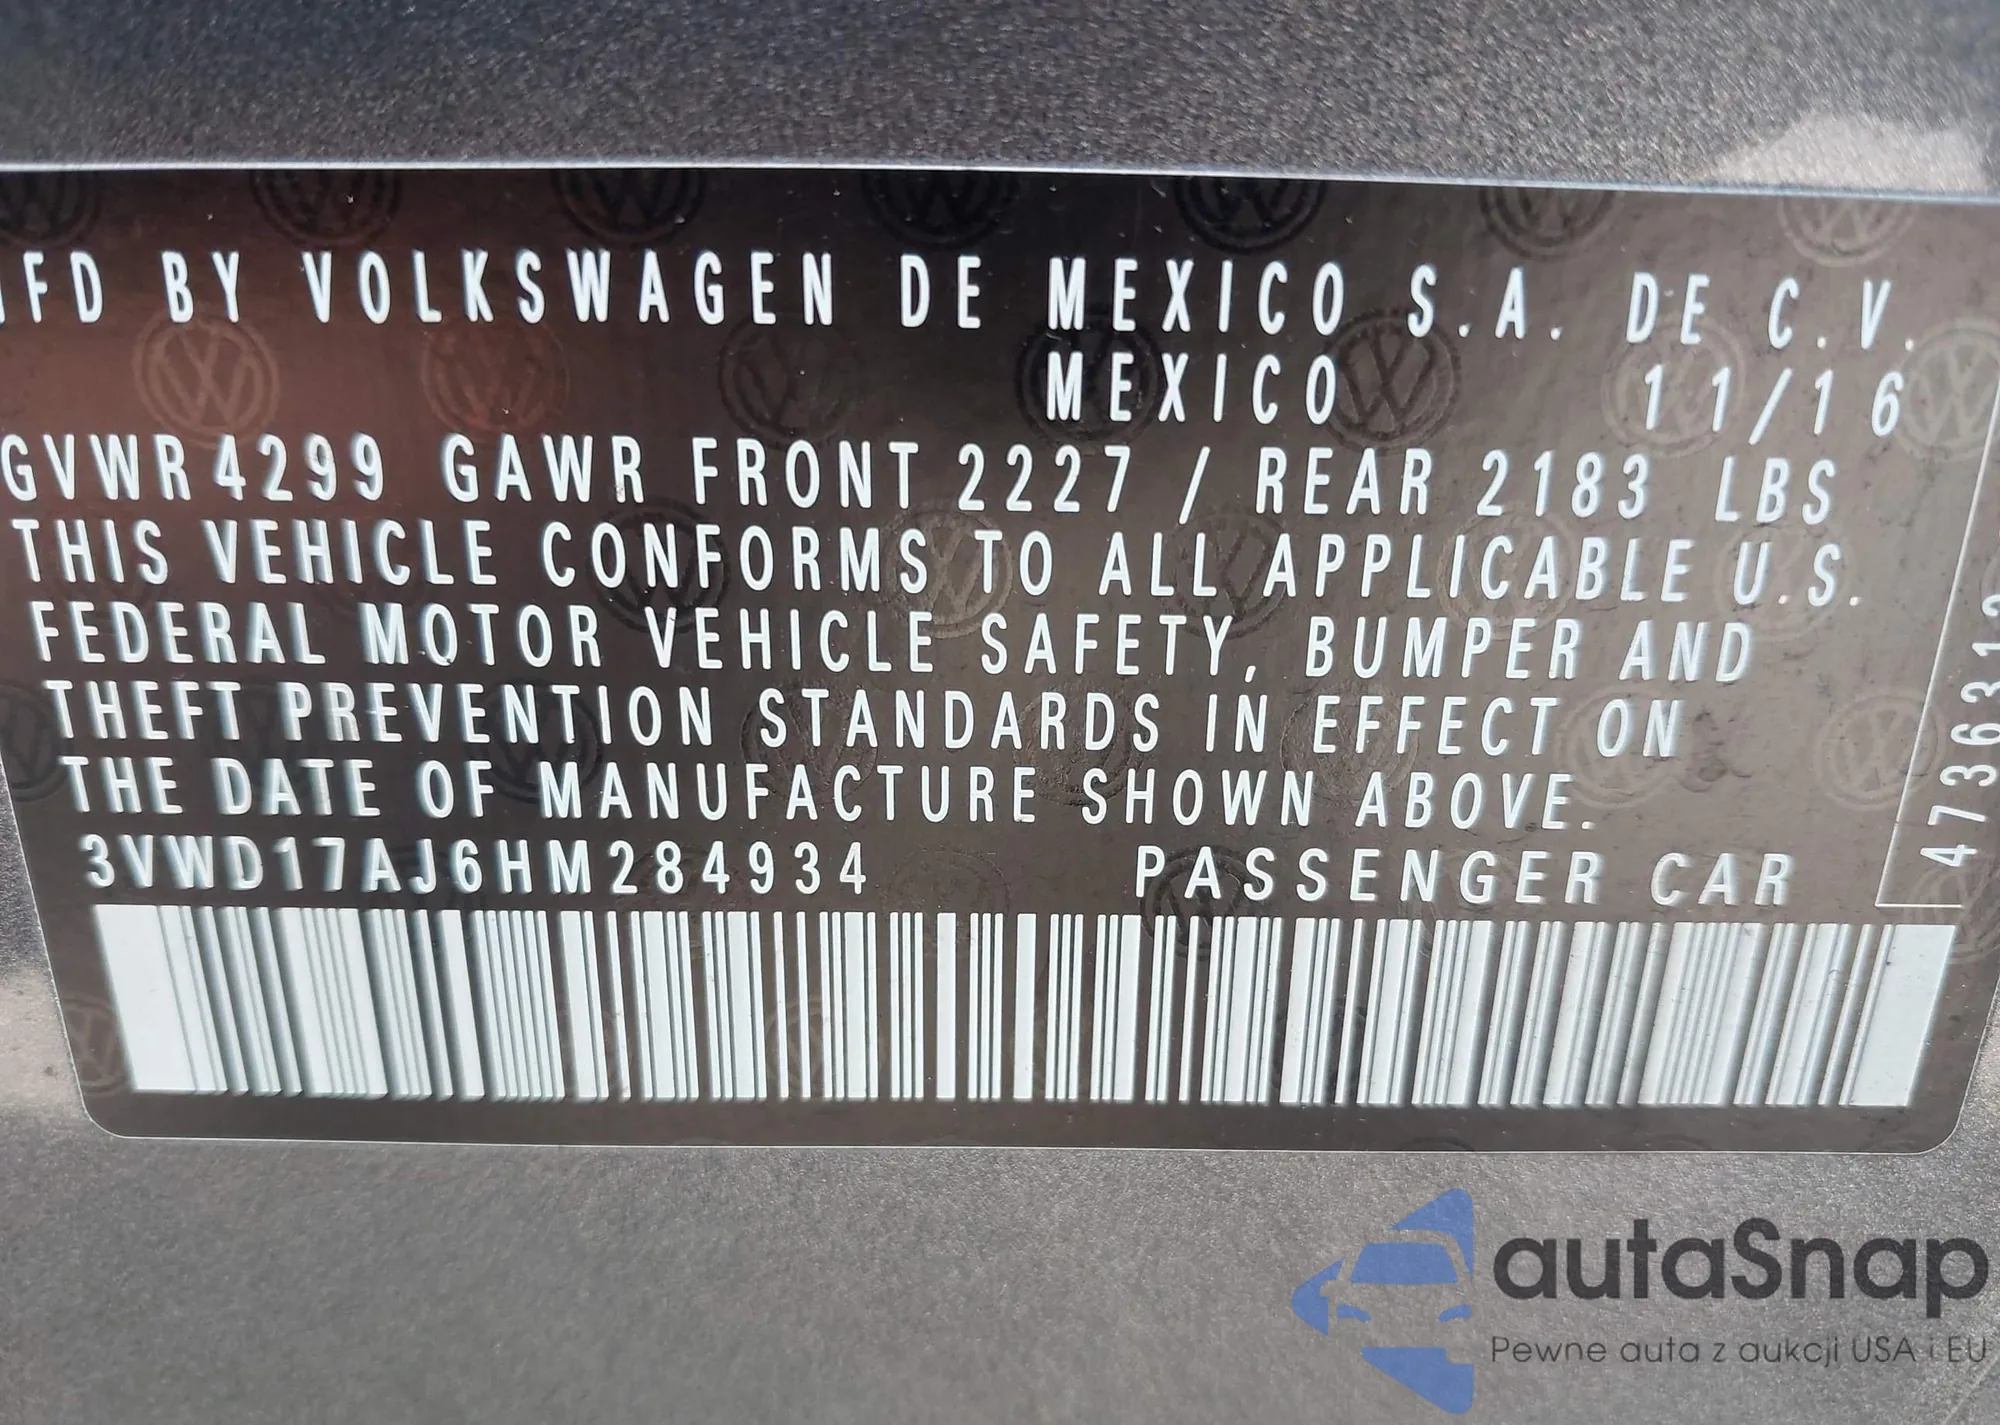 MFD BY VOLKSWAGEN DE MEXICO S.A. DE C.V.
MEXICO 11/16
GVWR 4299 GAWR FRONT 2227 / REAR 2183 LBS
THIS VEHICLE CONFORMS TO ALL APPLICABLE U.S.
FEDERAL MOTOR VEHICLE SAFETY, BUMPER AND
THEFT PREVENTION STANDARDS IN EFFECT ON
THE DATE OF MANUFACTURE SHOWN ABOVE.
3VWD17AJ6HM284934 PASSENGER CAR
4736312
autaSnap
Pewne auta z aukcji USA i EU